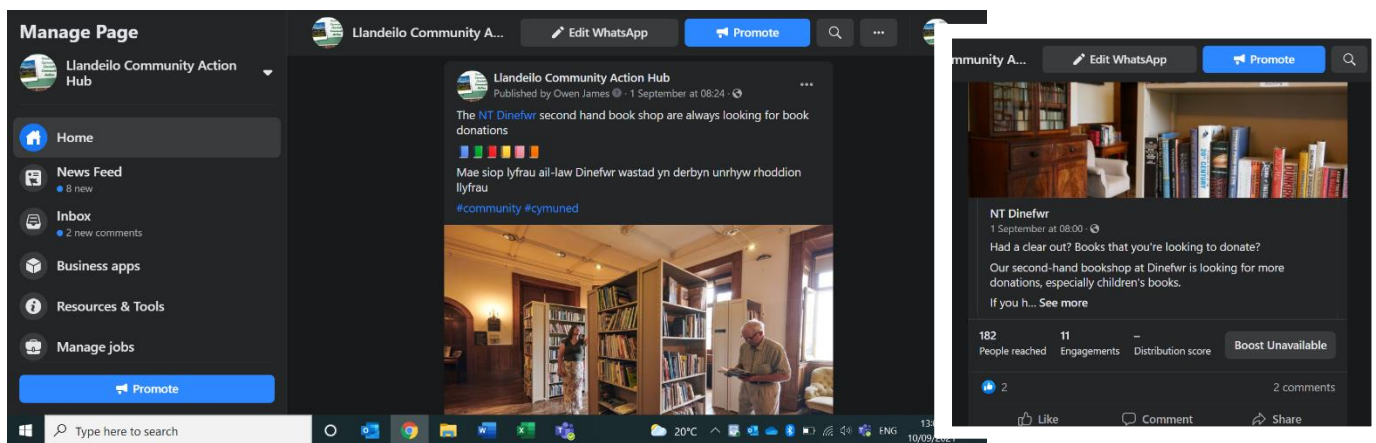 Manage Page
Llandeilo Community Action
Hub
Home
News Feed
8 new
Inbox
2 new comments
Business apps
Resources & Tools
Manage jobs
Promote
Llandeilo Community A...
Edit WhatsApp
Promote
Llandeilo Community Action Hub
Published by Owen James · 1 September at 08:24 ·
The NT Dinefwr second hand book shop are always looking for book
donations
Mae siop lyfrau ail-law Dinefwr wastad yn derbyn unrhyw rhoddion
llyfrau
#community #cymuned
Type here to search
20°C
ENG
mmunity A...
Edit WhatsApp
Promote
20TH CENTURY
NT Dinefwr
1 September at 08:00 ·
Had a clear out? Books that you're looking to donate?
Our second-hand bookshop at Dinefwr is looking for more
donations, especially children's books.
If you h... See more
182
People reached
11
Engagements
–
Distribution score
Boost Unavailable
2
2 comments
Like
Comment
Share